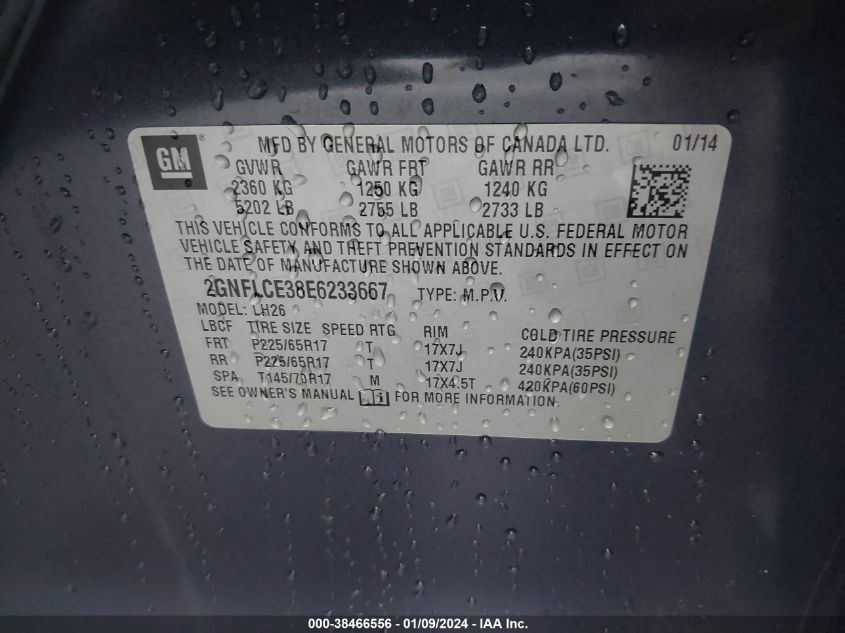 GM ® MFD BY GENERAL MOTORS OF CANADA LTD. 01/14
GVWR GAWR FRT GAWR RR
2360 KG 1250 KG 1240 KG
5202 LB 2755 LB 2733 LB
THIS VEHICLE CONFORMS TO ALL APPLICABLE U.S. FEDERAL MOTOR
VEHICLE SAFETY AND THEFT PREVENTION STANDARDS IN EFFECT ON
THE DATE OF MANUFACTURE SHOWN ABOVE.
2GNFLCE38E6233667 TYPE: M.P.V.
MODEL: LH26
LBCF TIRE SIZE SPEED RTG RIM COLD TIRE PRESSURE
FRT P225/65R17 T 17X7J 240KPA(35PSI)
RR P225/65R17 T 17X7J 240KPA(35PSI)
SPA T145/70R17 M 17X4.5T 420KPA(60PSI)
SEE OWNER'S MANUAL FOR MORE INFORMATION.
000-38466556 - 01/09/2024 - IAA Inc.